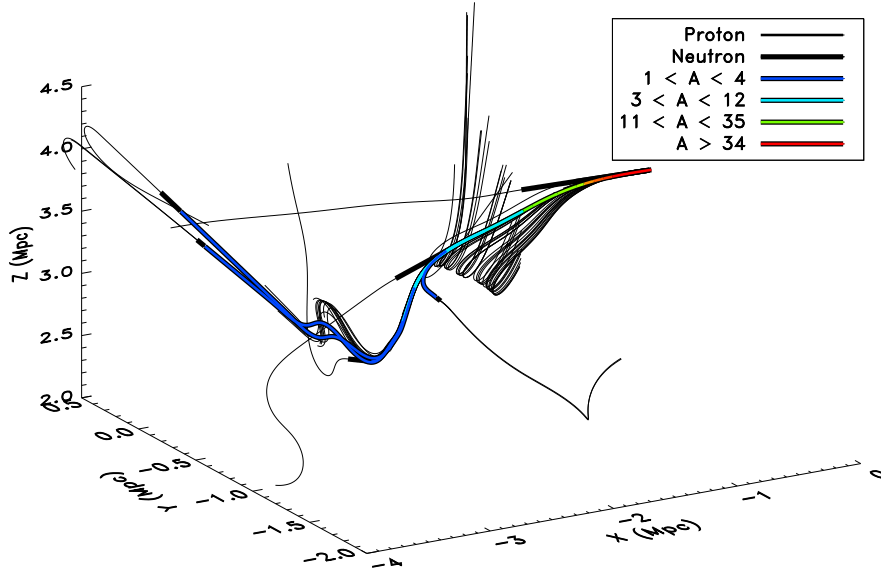 Proton
Neutron
1 < A < 4
3 < A < 12
11 < A < 35
A > 34
4.5
4.0
3.5
3.0
2.5
2.0
Z (Mpc)
0.5
0.0
-0.5
-1.0
-1.5
-2.0
Y (Mpc)
-4
-3
-2
-1
0
X (Mpc)